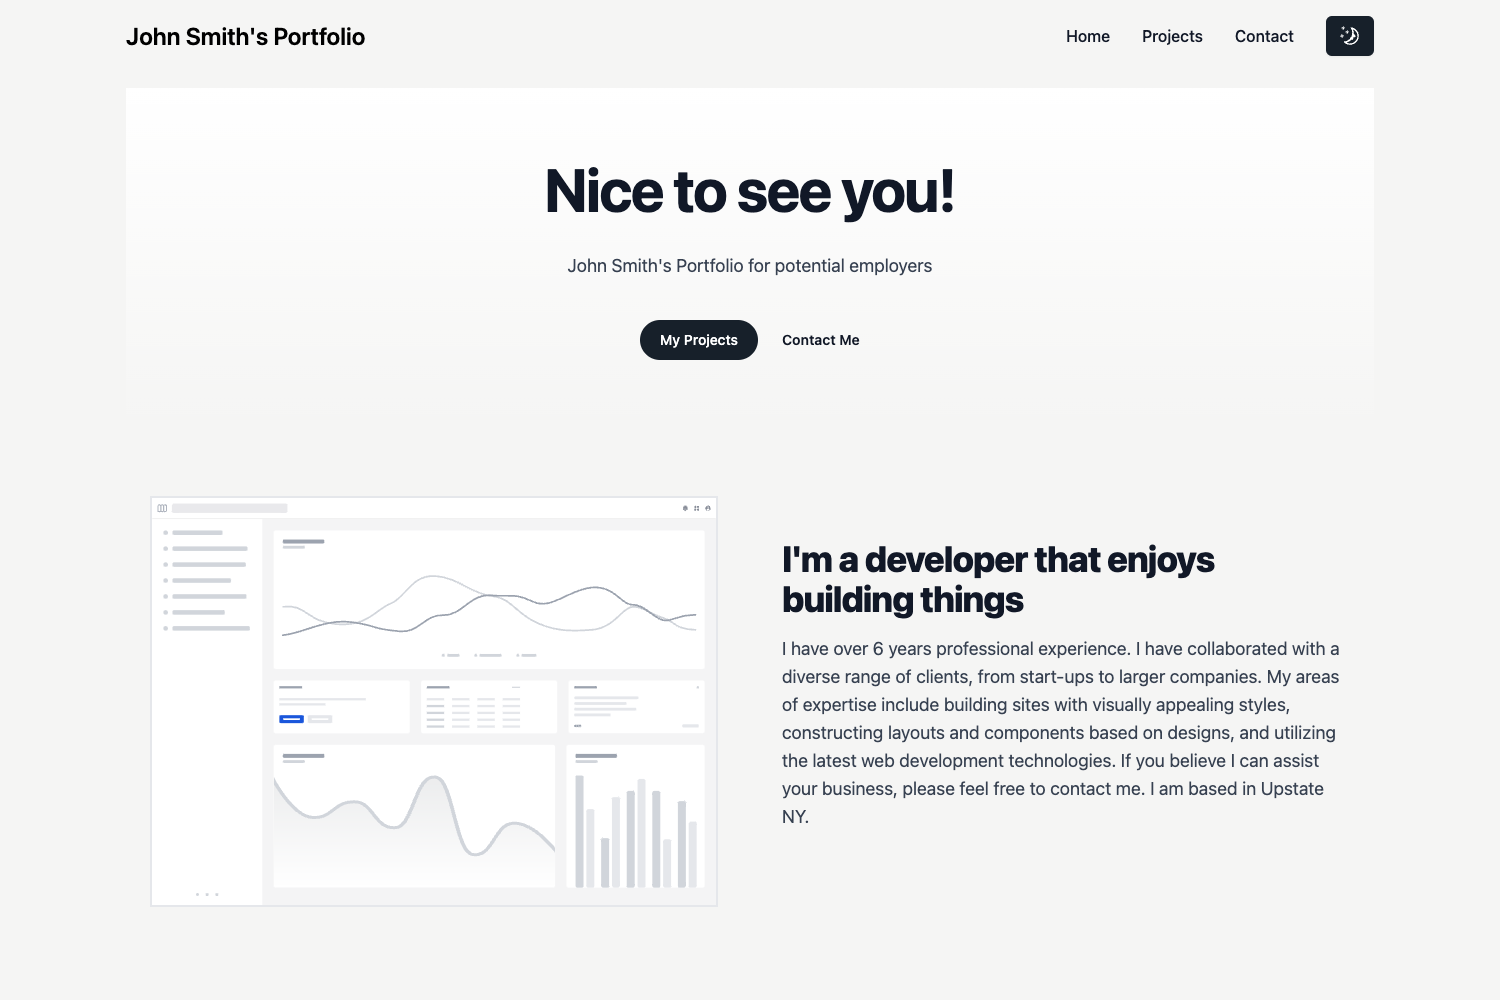 John Smith's Portfolio
Home Projects Contact
Nice to see you!
John Smith's Portfolio for potential employers
My Projects Contact Me
I'm a developer that enjoys
building things
I have over 6 years professional experience. I have collaborated with a
diverse range of clients, from start-ups to larger companies. My areas
of expertise include building sites with visually appealing styles,
constructing layouts and components based on designs, and utilizing
the latest web development technologies. If you believe I can assist
your business, please feel free to contact me. I am based in Upstate
NY.